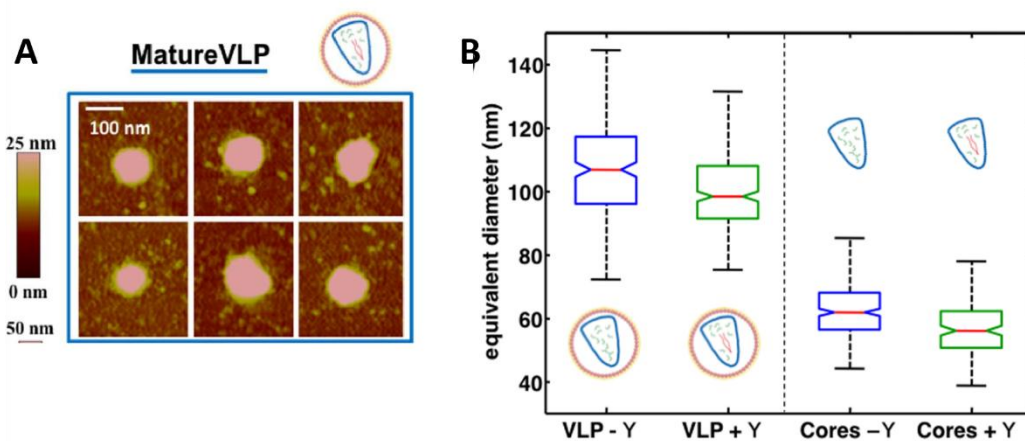 A
MatureVLP
100 nm
25 nm
0 nm
50 nm
B
equivalent diameter (nm)
140
120
100
80
60
40
VLP - Y
VLP + Y
Cores –Y
Cores + Y